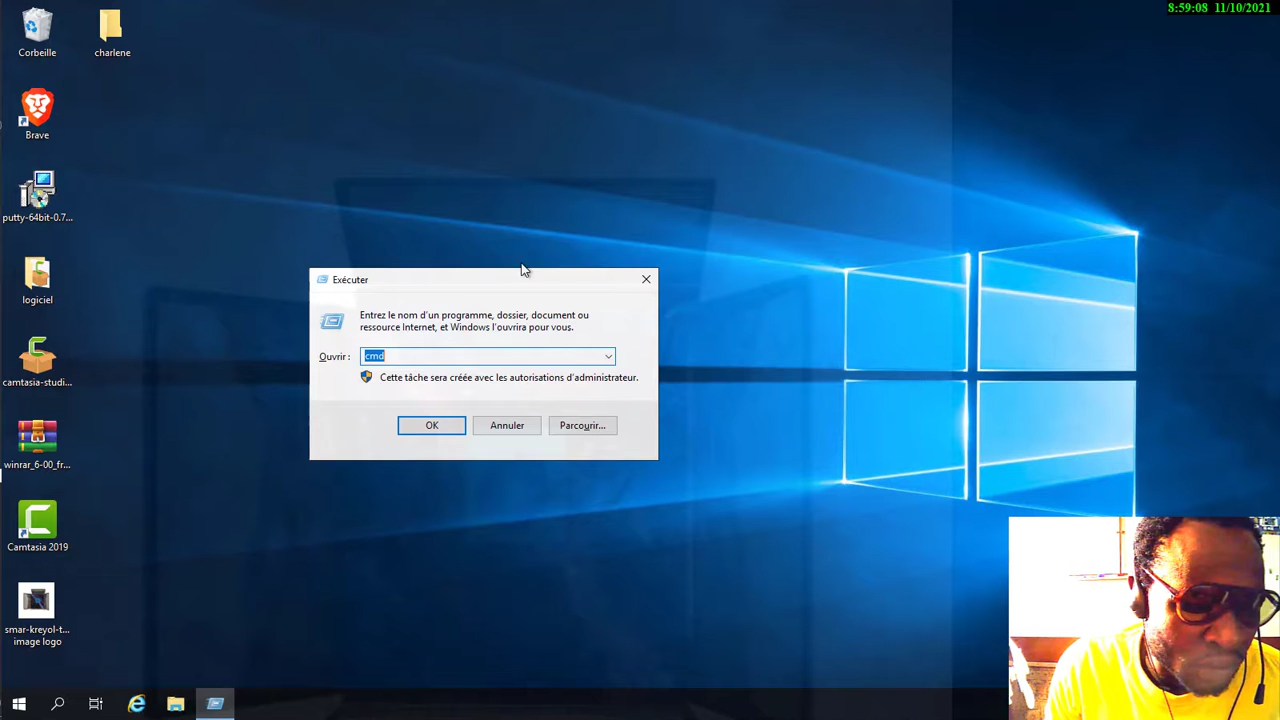 8:59:08 11/10/2021
Corbeille
charlene
Brave
putty-64bit-0.7...
logiciel
camtasia-studi...
winrar_6-00_fr...
Camtasia 2019
smar-kreyol-t...
image logo
Exécuter
Entrez le nom d'un programme, dossier, document ou
ressource Internet, et Windows l'ouvrira pour vous.
Ouvrir : cmd
Cette tâche sera créée avec les autorisations d'administrateur.
OK Annuler Parcourir...